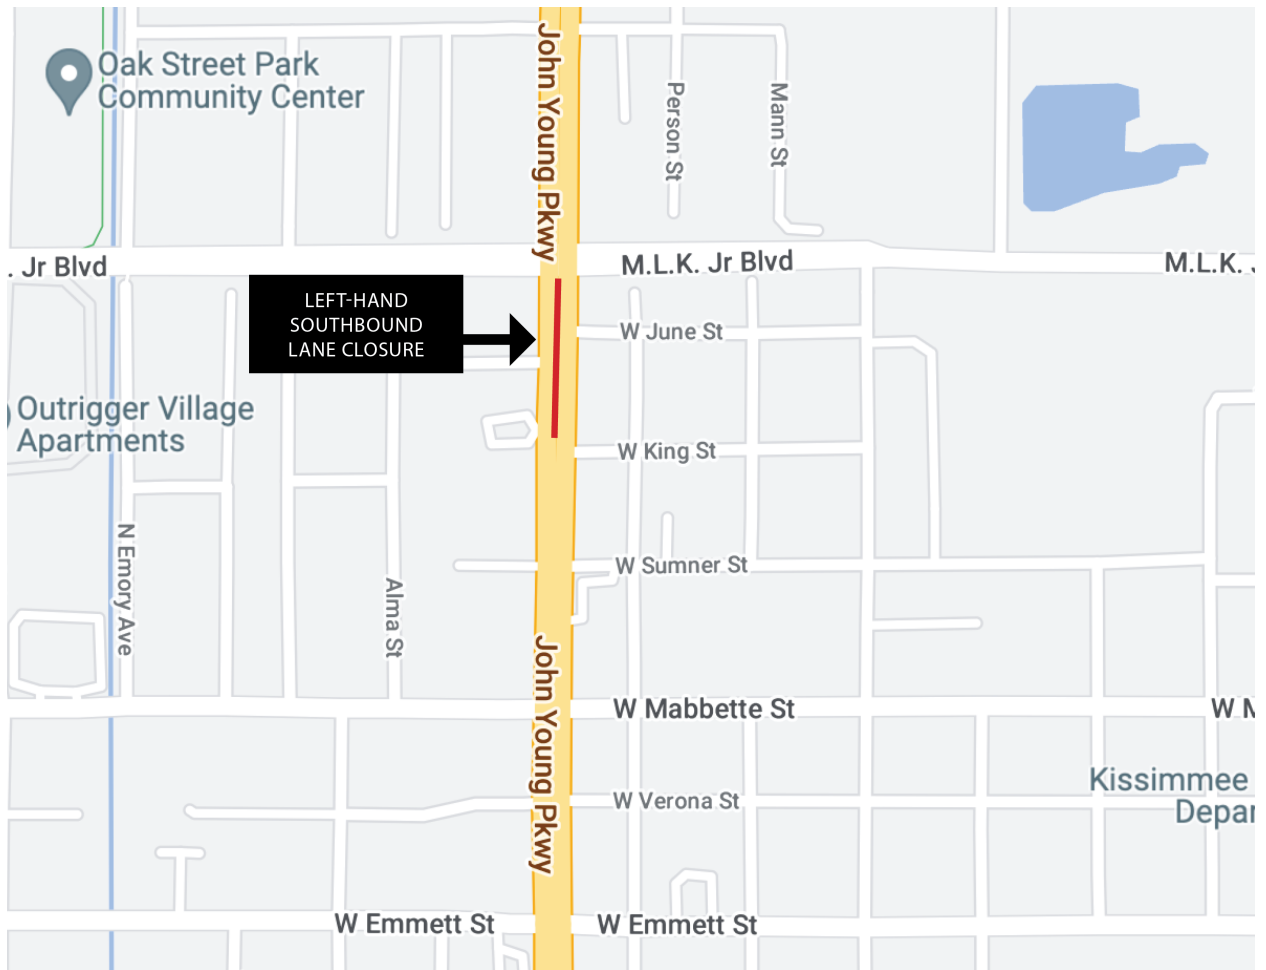 Oak Street Park
Community Center
John Young Pkwy
Person St
Mann St
. Jr Blvd
M.L.K. Jr Blvd
M.L.K. J
LEFT-HAND
SOUTHBOUND
LANE CLOSURE
W June St
Outrigger Village
Apartments
W King St
N Emory Ave
Alma St
W Sumner St
John Young Pkwy
W Mabbette St
W M
W Verona St
Kissimmee
Depar
W Emmett St
W Emmett St